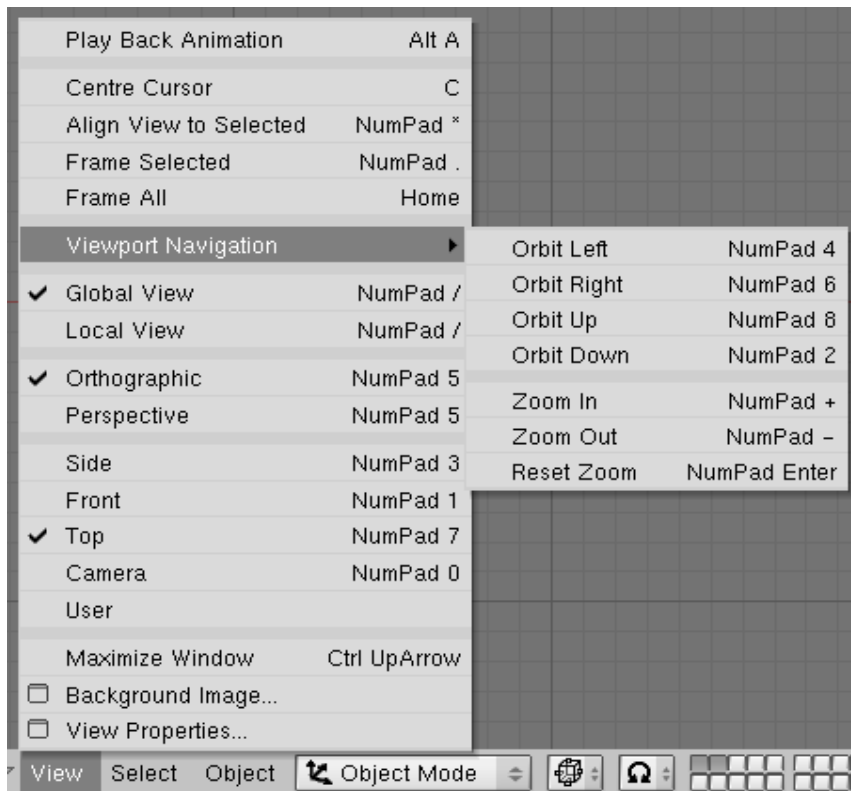 Play Back Animation Alt A
Centre Cursor C
Align View to Selected NumPad *
Frame Selected NumPad .
Frame All Home
Viewport Navigation
Global View NumPad /
Local View NumPad /
Orthographic NumPad 5
Perspective NumPad 5
Side NumPad 3
Front NumPad 1
Top NumPad 7
Camera NumPad 0
User
Maximize Window Ctrl UpArrow
Background Image...
View Properties...
Orbit Left NumPad 4
Orbit Right NumPad 6
Orbit Up NumPad 8
Orbit Down NumPad 2
Zoom In NumPad +
Zoom Out NumPad -
Reset Zoom NumPad Enter
View Select Object Object Mode